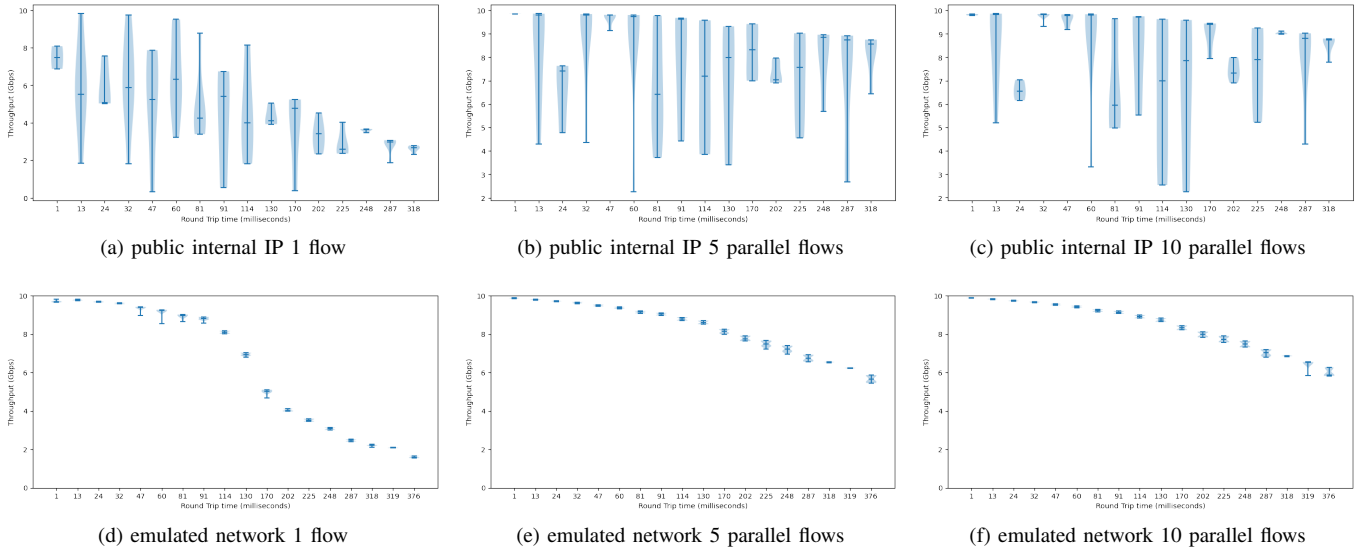 10
8
6
4
2
0
Throughput (Gbps)
1 13 24 32 47 60 81 91 114 130 170 202 225 248 287 318
Round Trip time (milliseconds)
(a) public internal IP 1 flow
10
9
8
7
6
5
4
3
2
Throughput (Gbps)
1 13 24 32 47 60 81 91 114 130 170 202 225 248 287 318
Round Trip time (milliseconds)
(b) public internal IP 5 parallel flows
10
9
8
7
6
5
4
3
2
Throughput (Gbps)
1 13 24 32 47 60 81 91 114 130 170 202 225 248 287 318
Round Trip time (milliseconds)
(c) public internal IP 10 parallel flows
10
8
6
4
2
0
Throughput (Gbps)
1 13 24 32 47 60 81 91 114 130 170 202 225 248 287 318 319 376
Round Trip time (milliseconds)
(d) emulated network 1 flow
10
8
6
4
2
0
Throughput (Gbps)
1 13 24 32 47 60 81 91 114 130 170 202 225 248 287 318 319 376
Round Trip time (milliseconds)
(e) emulated network 5 parallel flows
10
8
6
4
2
0
Throughput (Gbps)
1 13 24 32 47 60 81 91 114 130 170 202 225 248 287 318 319 376
Round Trip time (milliseconds)
(f) emulated network 10 parallel flows